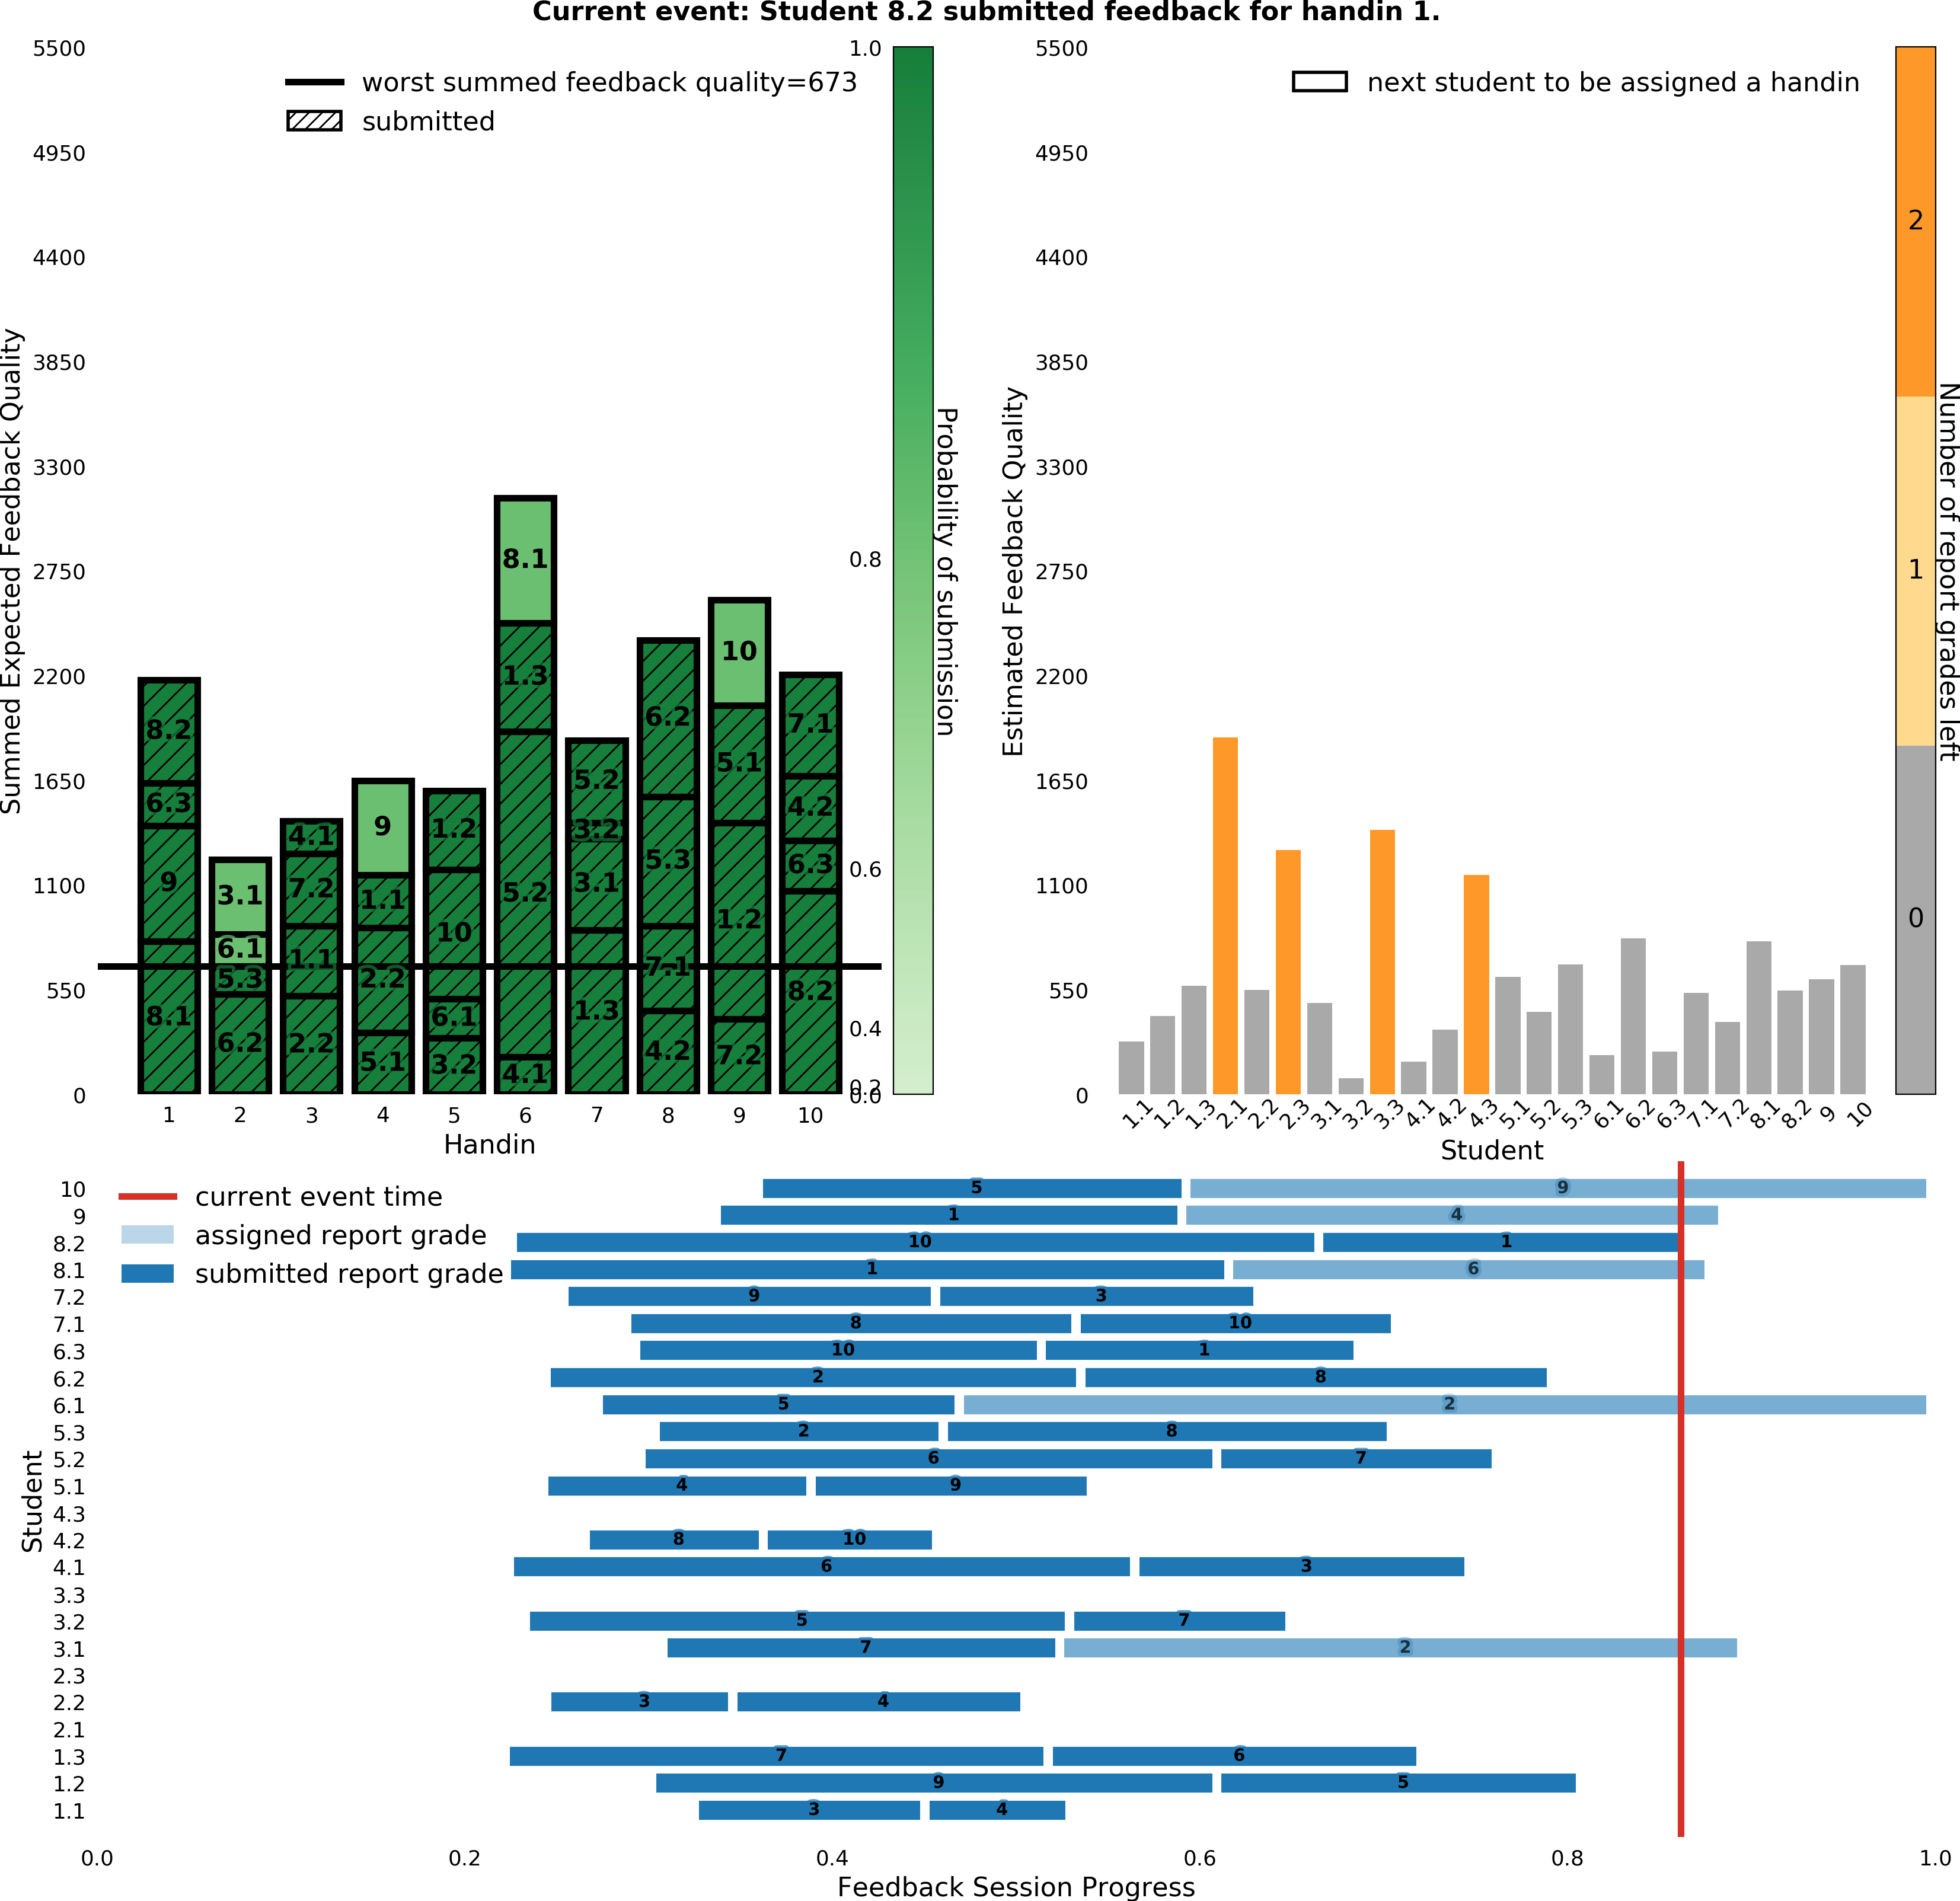 Current event: Student 8.2 submitted feedback for handin 1.
Summed Expected Feedback Quality
5500
4950
4400
3850
3300
2750
2200
1650
1100
550
0
worst summed feedback quality=673
submitted
8.2
6.3
9
8.1
3.1
6.1
5.3
6.2
4.1
7.2
1.1
2.2
9
1.1
2.2
5.1
1.2
10
6.1
3.2
8.1
1.3
5.2
4.1
5.2
3.2
3.1
1.3
6.2
5.3
7.1
4.2
10
5.1
1.2
7.2
7.1
4.2
6.3
8.2
1 2 3 4 5 6 7 8 9 10
Handin
1.0
0.8
0.6
0.4
0.2
0.0
Probability of submission
Estimated Feedback Quality
5500
4950
4400
3850
3300
2750
2200
1650
1100
550
0
next student to be assigned a handin
1.1 1.2 1.3 2.1 2.2 2.3 3.1 3.2 3.3 4.1 4.2 4.3 5.1 5.2 5.3 6.1 6.2 6.3 7.1 7.2 8.1 8.2 9 10
Student
2
1
0
Number of report grades left
current event time
assigned report grade
submitted report grade
Student
10 5 9
9 1 4
8.2 10 1
8.1 1 6
7.2 9 3
7.1 8 10
6.3 10 1
6.2 2 8
6.1 5 2
5.3 2 8
5.2 6 7
5.1 4 9
4.3
4.2 8 10
4.1 6 3
3.3
3.2 5 7
3.1 7 2
2.3
2.2 3 4
2.1
1.3 7 6
1.2 9 5
1.1 3 4
0.0 0.2 0.4 0.6 0.8 1.0
Feedback Session Progress